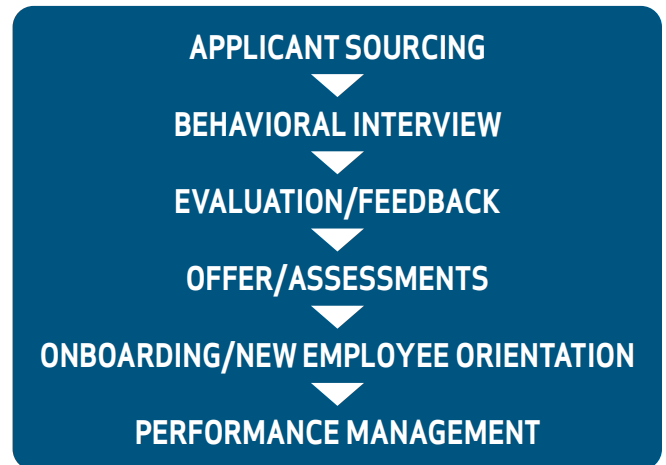 APPLICANT SOURCING
BEHAVIORAL INTERVIEW
EVALUATION/FEEDBACK
OFFER/ASSESSMENTS
ONBOARDING/NEW EMPLOYEE ORIENTATION
PERFORMANCE MANAGEMENT